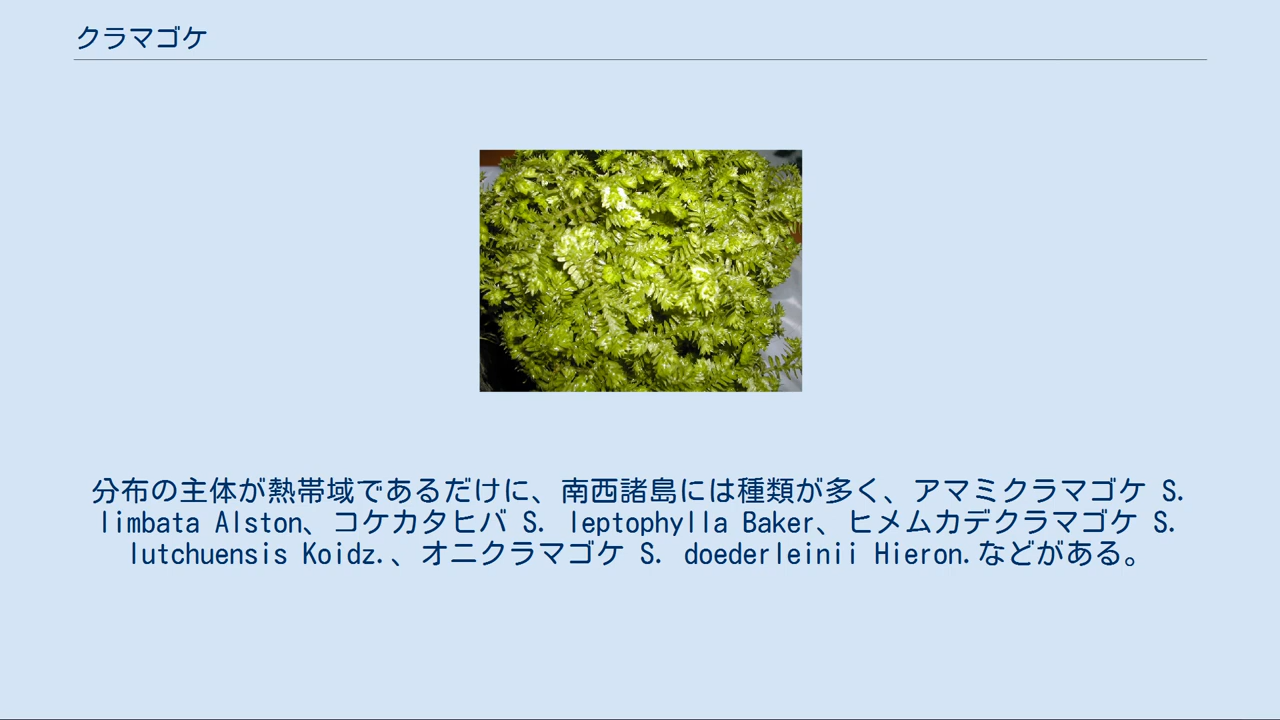 クラマゴケ
分布の主体が熱帯域であるだけに、南西諸島には種類が多く、アマミクラマゴケ S.
limbata Alston、コケカタヒバ S. leptophylla Baker、ヒメムカデクラマゴケ S.
lutchuensis Koidz.、オニクラマゴケ S. doederleinii Hieron.などがある。